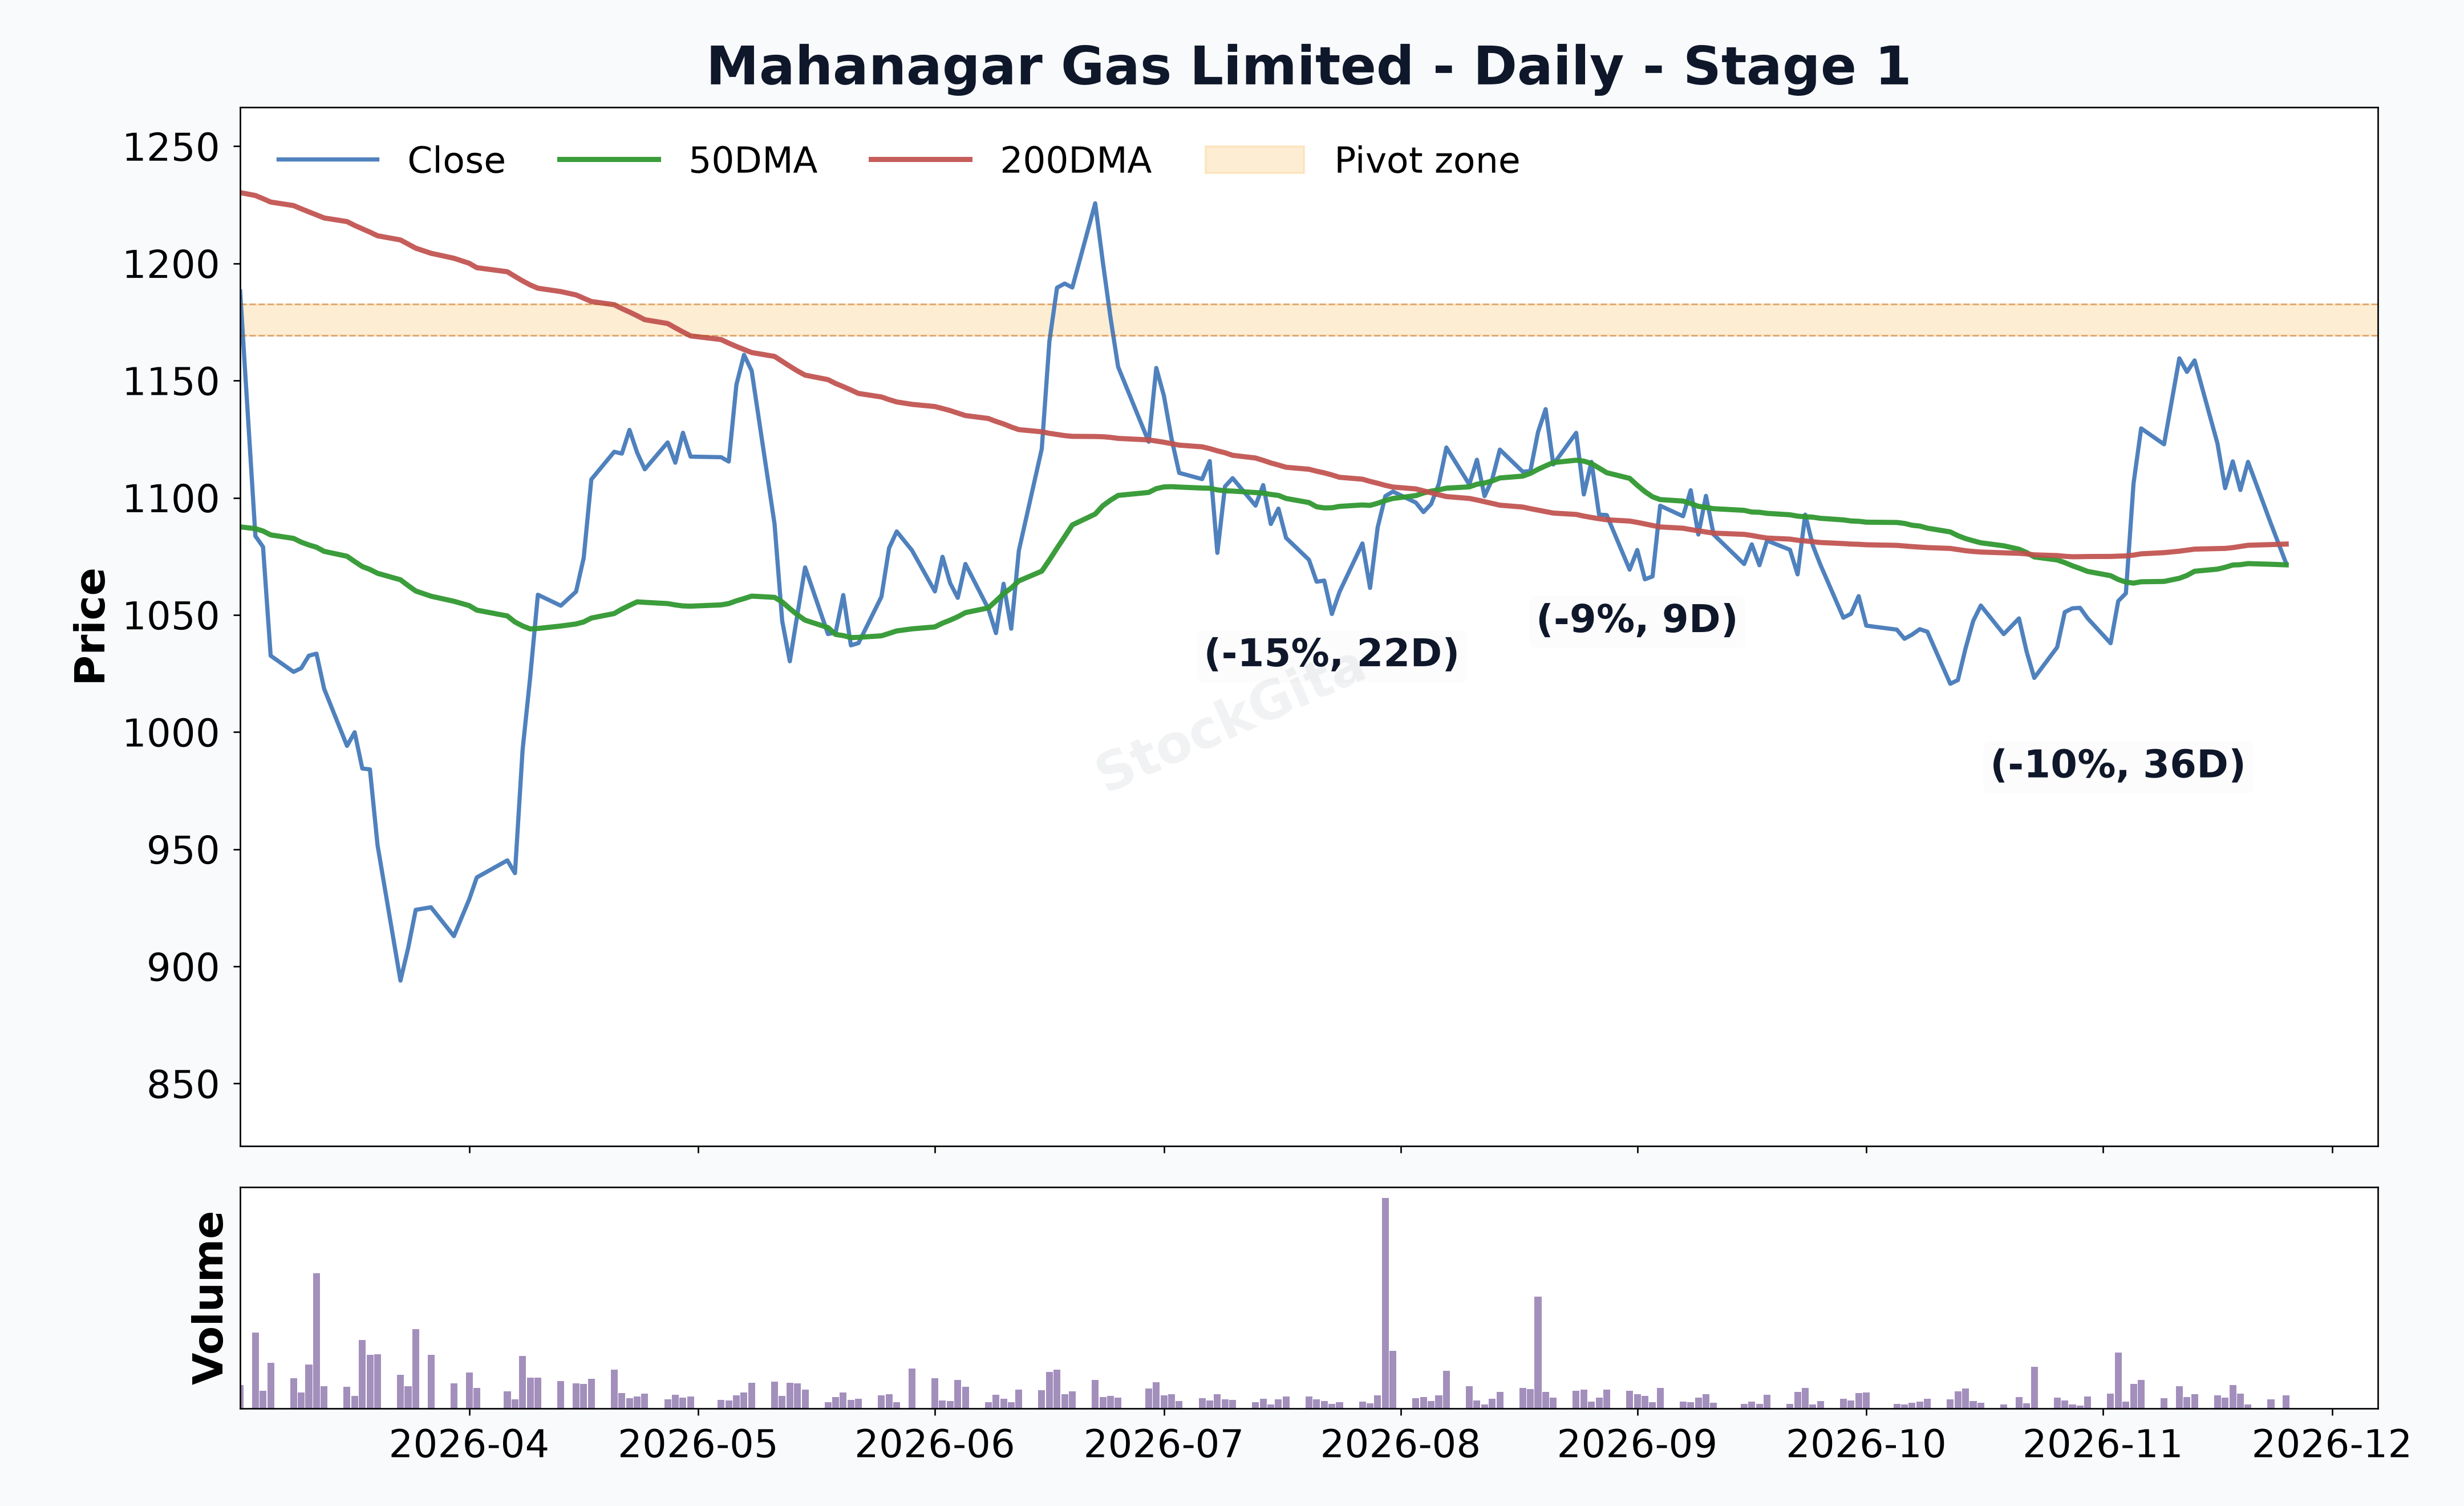 Mahanagar Gas Limited - Daily - Stage 1
Close 50DMA 200DMA Pivot zone
1250
1200
1150
1100
1050
1000
950
900
850
Price
(-15%, 22D)
(-9%, 9D)
(-10%, 36D)
StockGita
Volume
2026-04 2026-05 2026-06 2026-07 2026-08 2026-09 2026-10 2026-11 2026-12